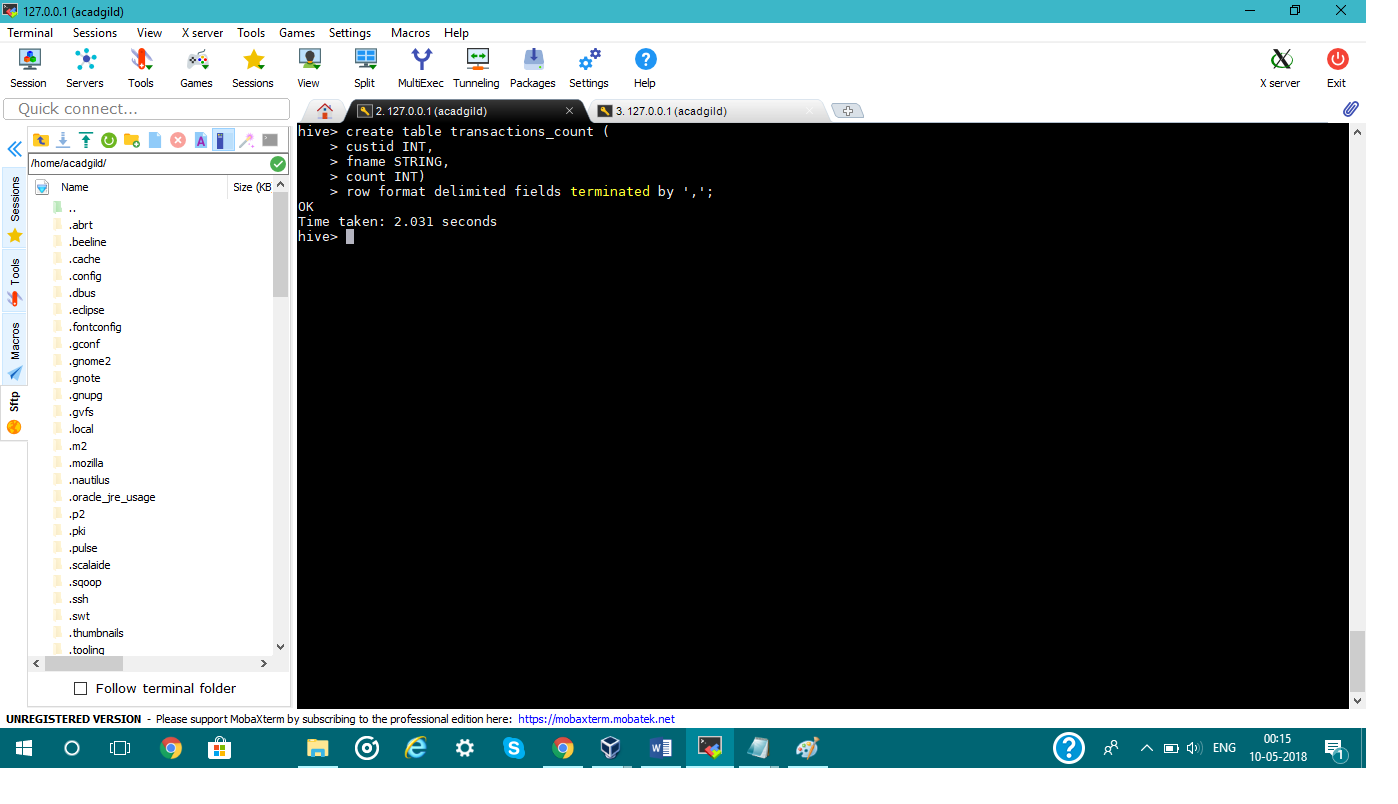 127.0.0.1 (acadgild)
Terminal Sessions View X server Tools Games Settings Macros Help
Session Servers Tools Games Sessions View Split MultiExec Tunneling Packages Settings Help X server Exit
Quick connect...
2. 127.0.0.1 (acadgild)
3. 127.0.0.1 (acadgild)
/home/acadgild/
Name Size (KB
..
.abrt
.beeline
.cache
.config
.dbus
.eclipse
.fontconfig
.gconf
.gnome2
.gnote
.gnupg
.gvfs
.local
.m2
.mozilla
.nautilus
.oracle_jre_usage
.p2
.pki
.pulse
.scalaide
.sqoop
.ssh
.swt
.thumbnails
.tooling
Follow terminal folder
Sessions
Tools
Macros
Sftp
hive> create table transactions_count (
> custid INT,
> fname STRING,
> count INT)
> row format delimited fields terminated by ',';
OK
Time taken: 2.031 seconds
hive>
UNREGISTERED VERSION - Please support MobaXterm by subscribing to the professional edition here: https://mobaxterm.mobatek.net
ENG
00:15
10-05-2018
1